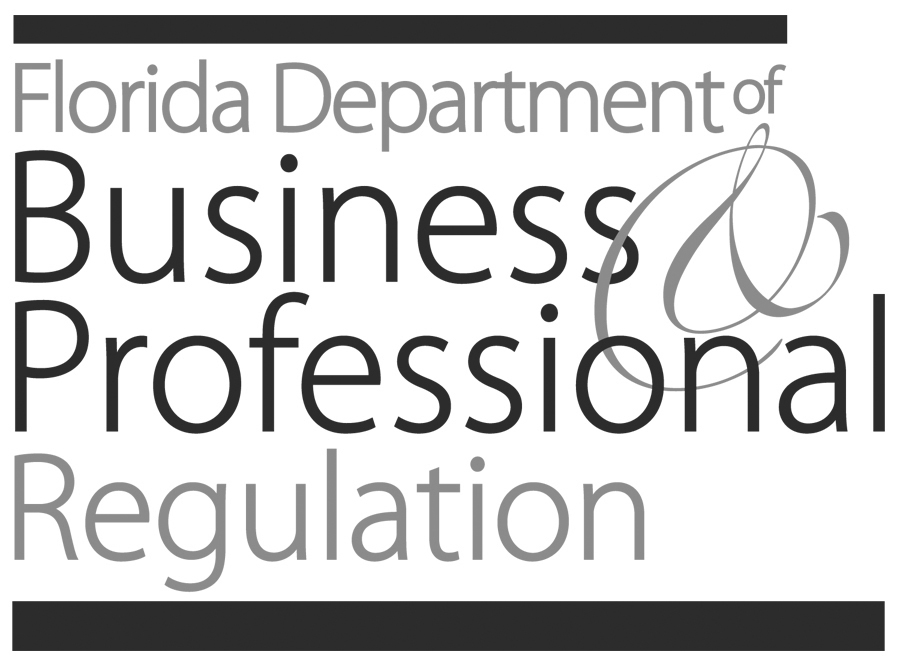 Florida Department of
Business &
Professional
Regulation